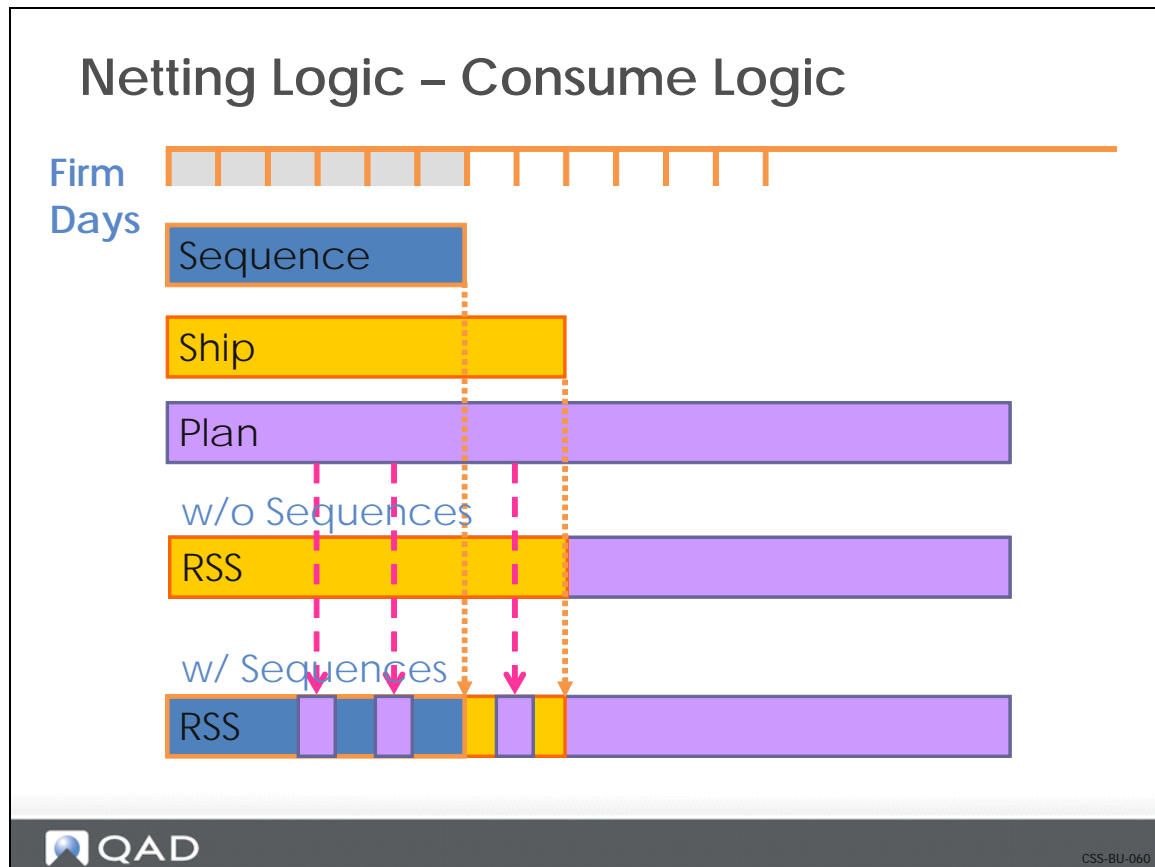 Netting Logic – Consume Logic
Firm
Days
Sequence
Ship
Plan
w/o Sequences
RSS
w/ Sequences
RSS
QAD
CSS-BU-060